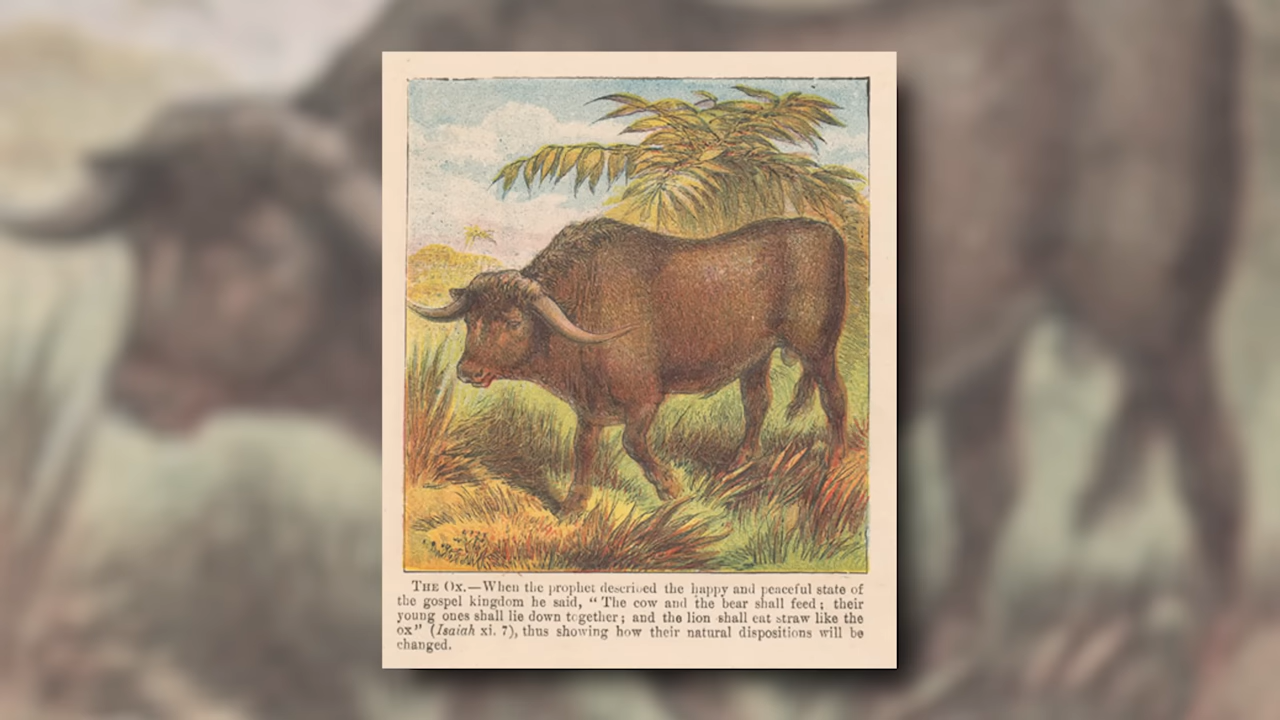 THE OX.—When the prophet described the happy and peaceful state of
the gospel kingdom he said, “The cow and the bear shall feed; their
young ones shall lie down together; and the lion shall eat straw like the
ox” (Isaiah xi. 7), thus showing how their natural dispositions will be
changed.